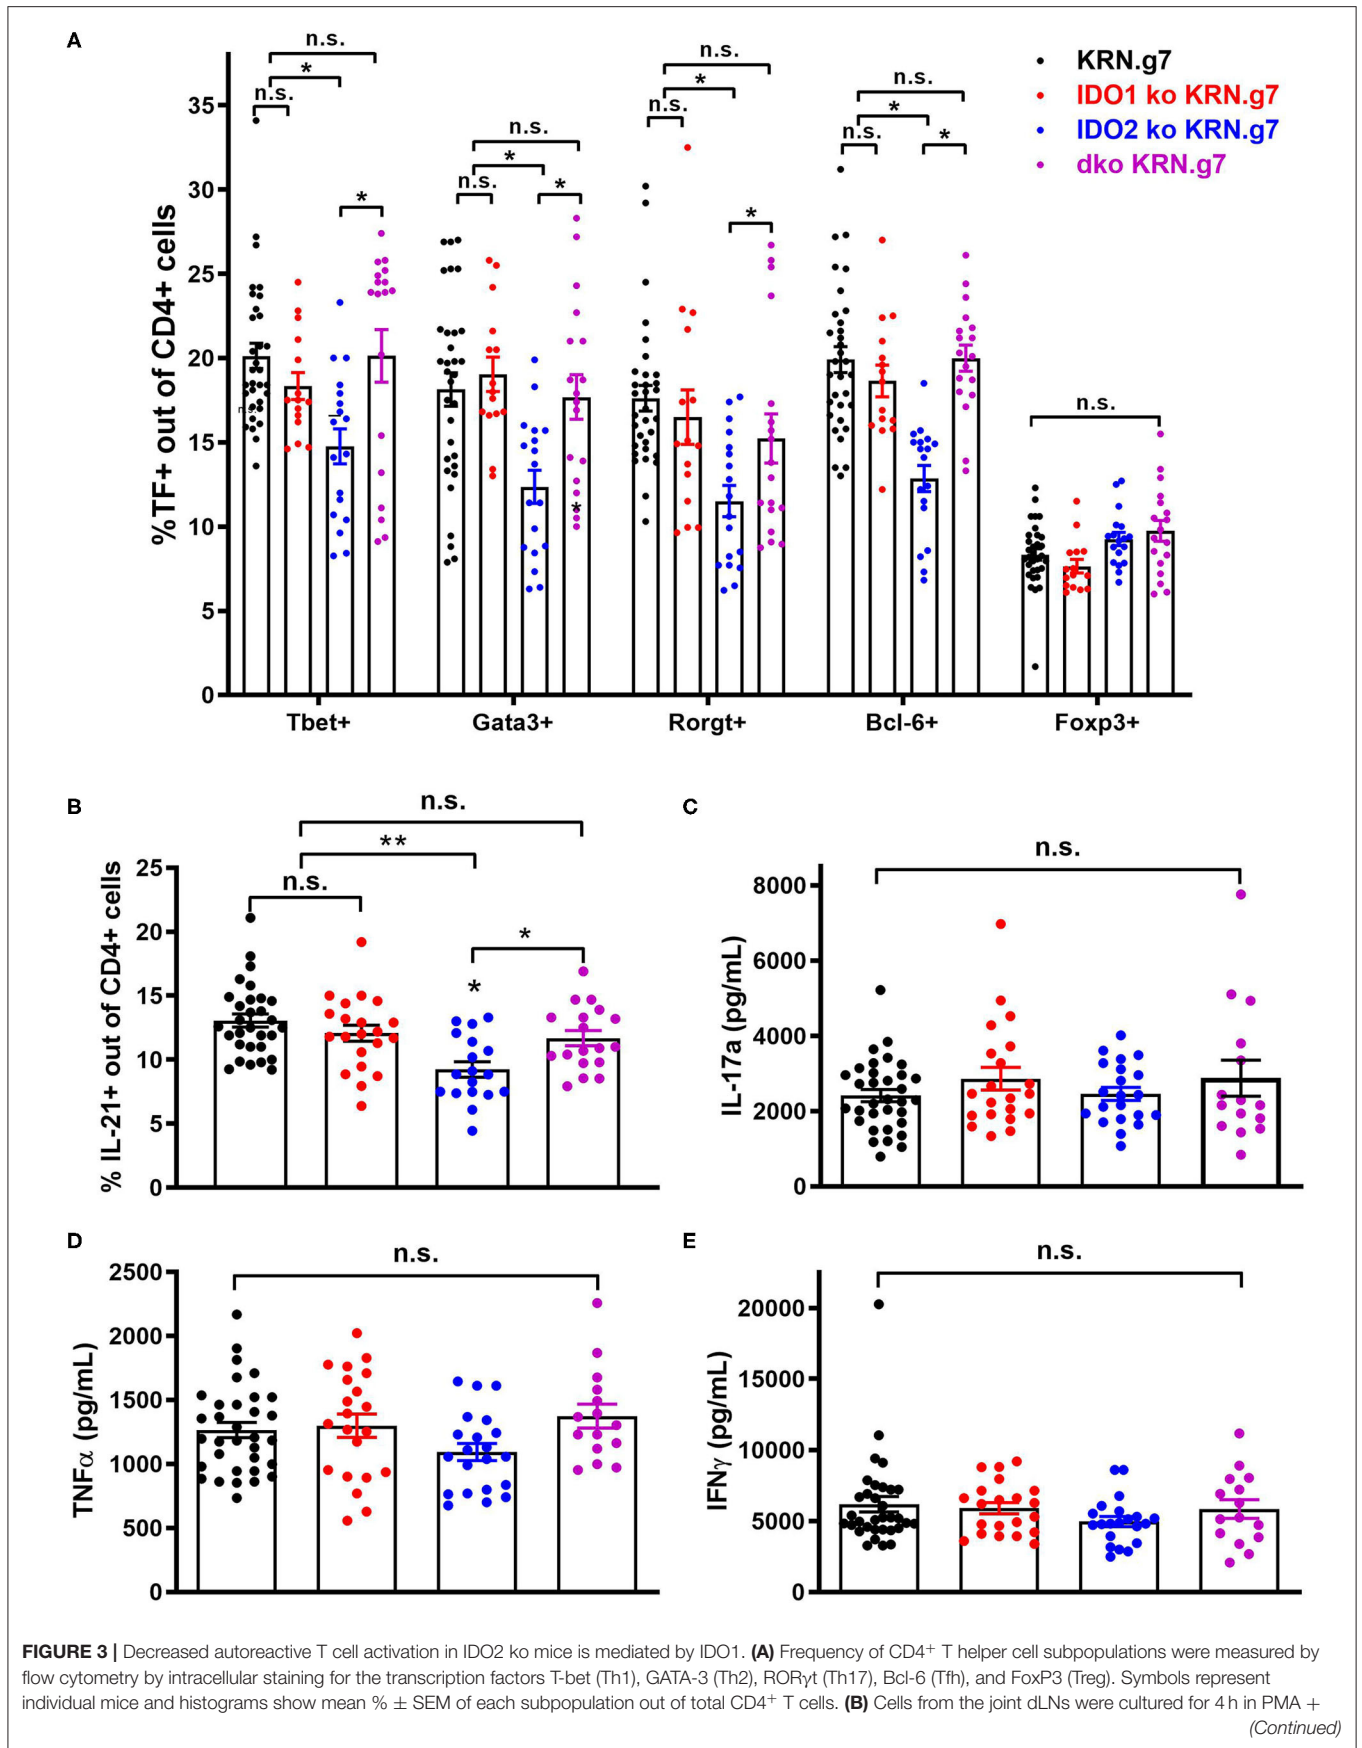 A
n.s.
n.s.
*
n.s.
*
n.s.
*
n.s.
*
n.s.
*
n.s.
*
n.s.
*
n.s.
*
n.s.
*
n.s.
*
n.s.
KRN.g7
IDO1 ko KRN.g7
IDO2 ko KRN.g7
dko KRN.g7
%TF+ out of CD4+ cells
35
30
25
20
15
10
5
0
Tbet+ Gata3+ Rorgt+ Bcl-6+ Foxp3+
B
n.s.
**
n.s.
*
*
% IL-21+ out of CD4+ cells
25
20
15
10
5
0
C
n.s.
IL-17a (pg/mL)
8000
6000
4000
2000
0
D
n.s.
TNFα (pg/mL)
2500
2000
1500
1000
500
0
E
n.s.
IFNγ (pg/mL)
20000
15000
10000
5000
0
FIGURE 3 | Decreased autoreactive T cell activation in IDO2 ko mice is mediated by IDO1. (A) Frequency of CD4+ T helper cell subpopulations were measured by
flow cytometry by intracellular staining for the transcription factors T-bet (Th1), GATA-3 (Th2), RORγt (Th17), Bcl-6 (Tfh), and FoxP3 (Treg). Symbols represent
individual mice and histograms show mean % ± SEM of each subpopulation out of total CD4+ T cells. (B) Cells from the joint dLNs were cultured for 4 h in PMA +
(Continued)